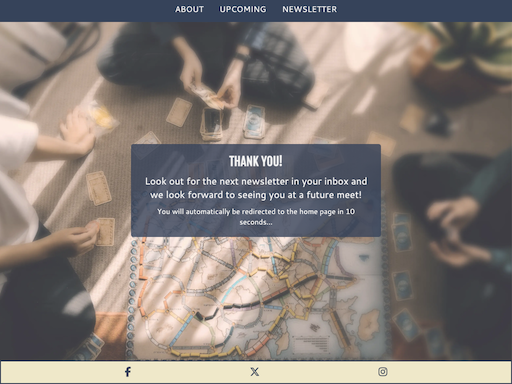 ABOUT UPCOMING NEWSLETTER
THANK YOU!
Look out for the next newsletter in your inbox and
we look forward to seeing you at a future meet!
You will automatically be redirected to the home page in 10
seconds...